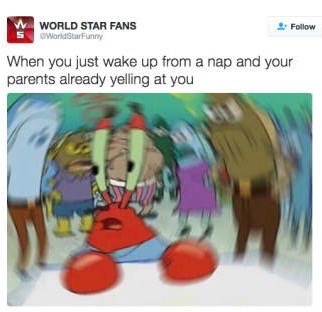 WORLD STAR FANS
@WorldStarFunny
Follow
When you just wake up from a nap and your
parents already yelling at you